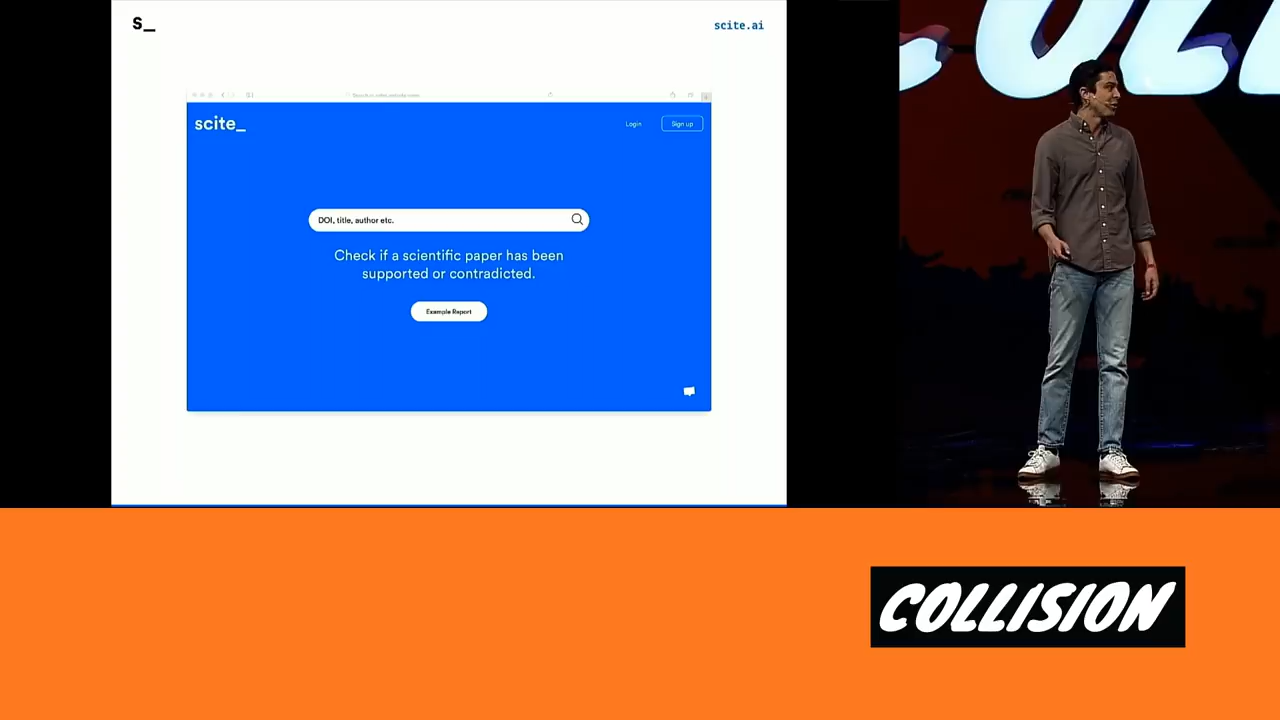 S_
scite.ai
scite_
Login
Sign up
DOI, title, author etc.
Check if a scientific paper has been
supported or contradicted.
Example Report
COLLISION